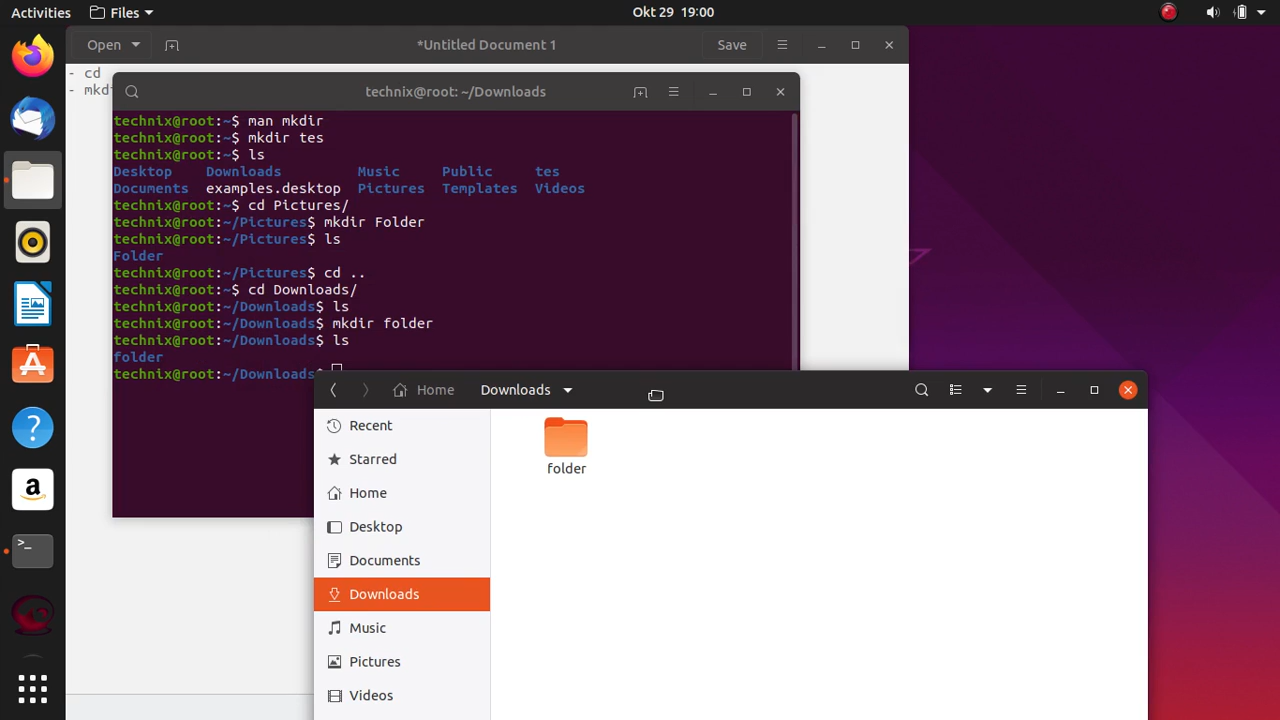 Activities Files Okt 29 19:00
Open *Untitled Document 1 Save
- cd
- mkd
technix@root: ~/Downloads
technix@root:~$ man mkdir
technix@root:~$ mkdir tes
technix@root:~$ ls
Desktop Downloads Music Public tes
Documents examples.desktop Pictures Templates Videos
technix@root:~$ cd Pictures/
technix@root:~/Pictures$ mkdir Folder
technix@root:~/Pictures$ ls
Folder
technix@root:~/Pictures$ cd ..
technix@root:~$ cd Downloads/
technix@root:~/Downloads$ ls
technix@root:~/Downloads$ mkdir folder
technix@root:~/Downloads$ ls
folder
technix@root:~/Downloads$
Home Downloads
Recent
Starred
Home
Desktop
Documents
Downloads
Music
Pictures
Videos
folder